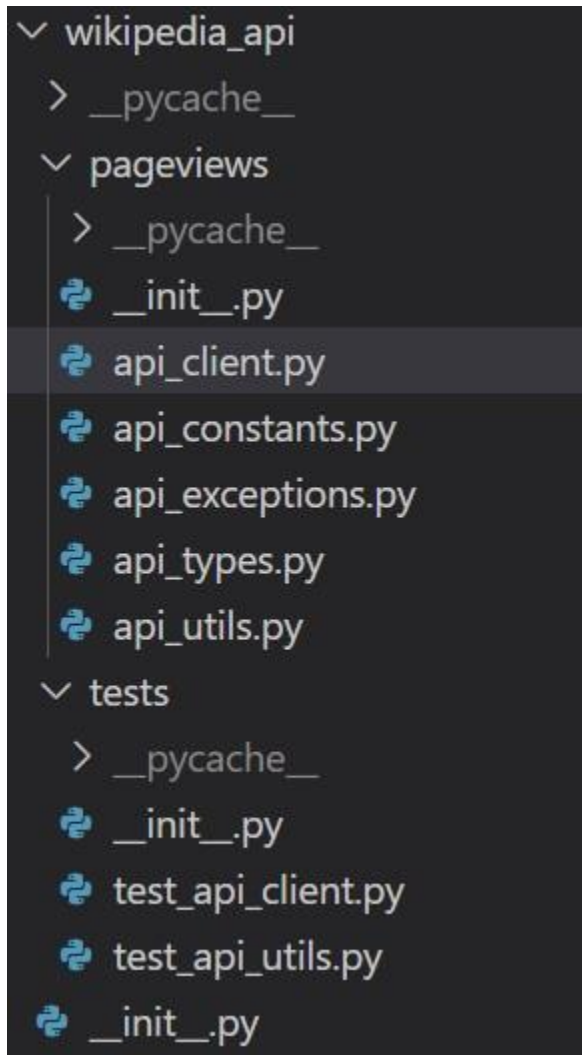 wikipedia_api
__pycache__
pageviews
__pycache__
__init__.py
api_client.py
api_constants.py
api_exceptions.py
api_types.py
api_utils.py
tests
__pycache__
__init__.py
test_api_client.py
test_api_utils.py
__init__.py